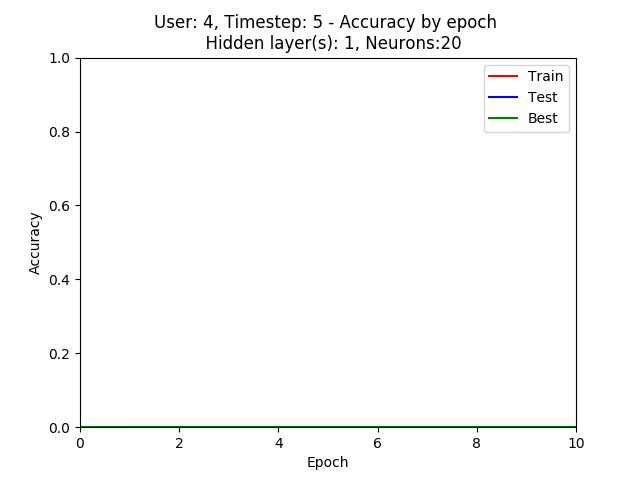 User: 4, Timestep: 5 - Accuracy by epoch
Hidden layer(s): 1, Neurons:20
1.0
0.8
0.6
0.4
0.2
0.0
Accuracy
Train
Test
Best
0 2 4 6 8 10
Epoch